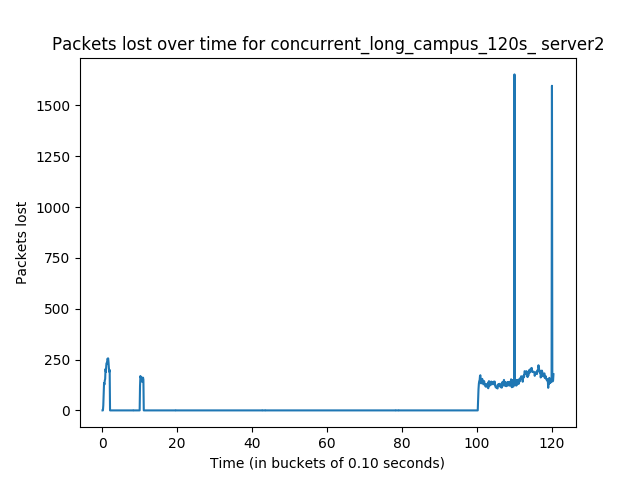 Packets lost over time for concurrent_long_campus_120s_ server2
1500
1250
1000
750
500
250
0
Packets lost
0 20 40 60 80 100 120
Time (in buckets of 0.10 seconds)